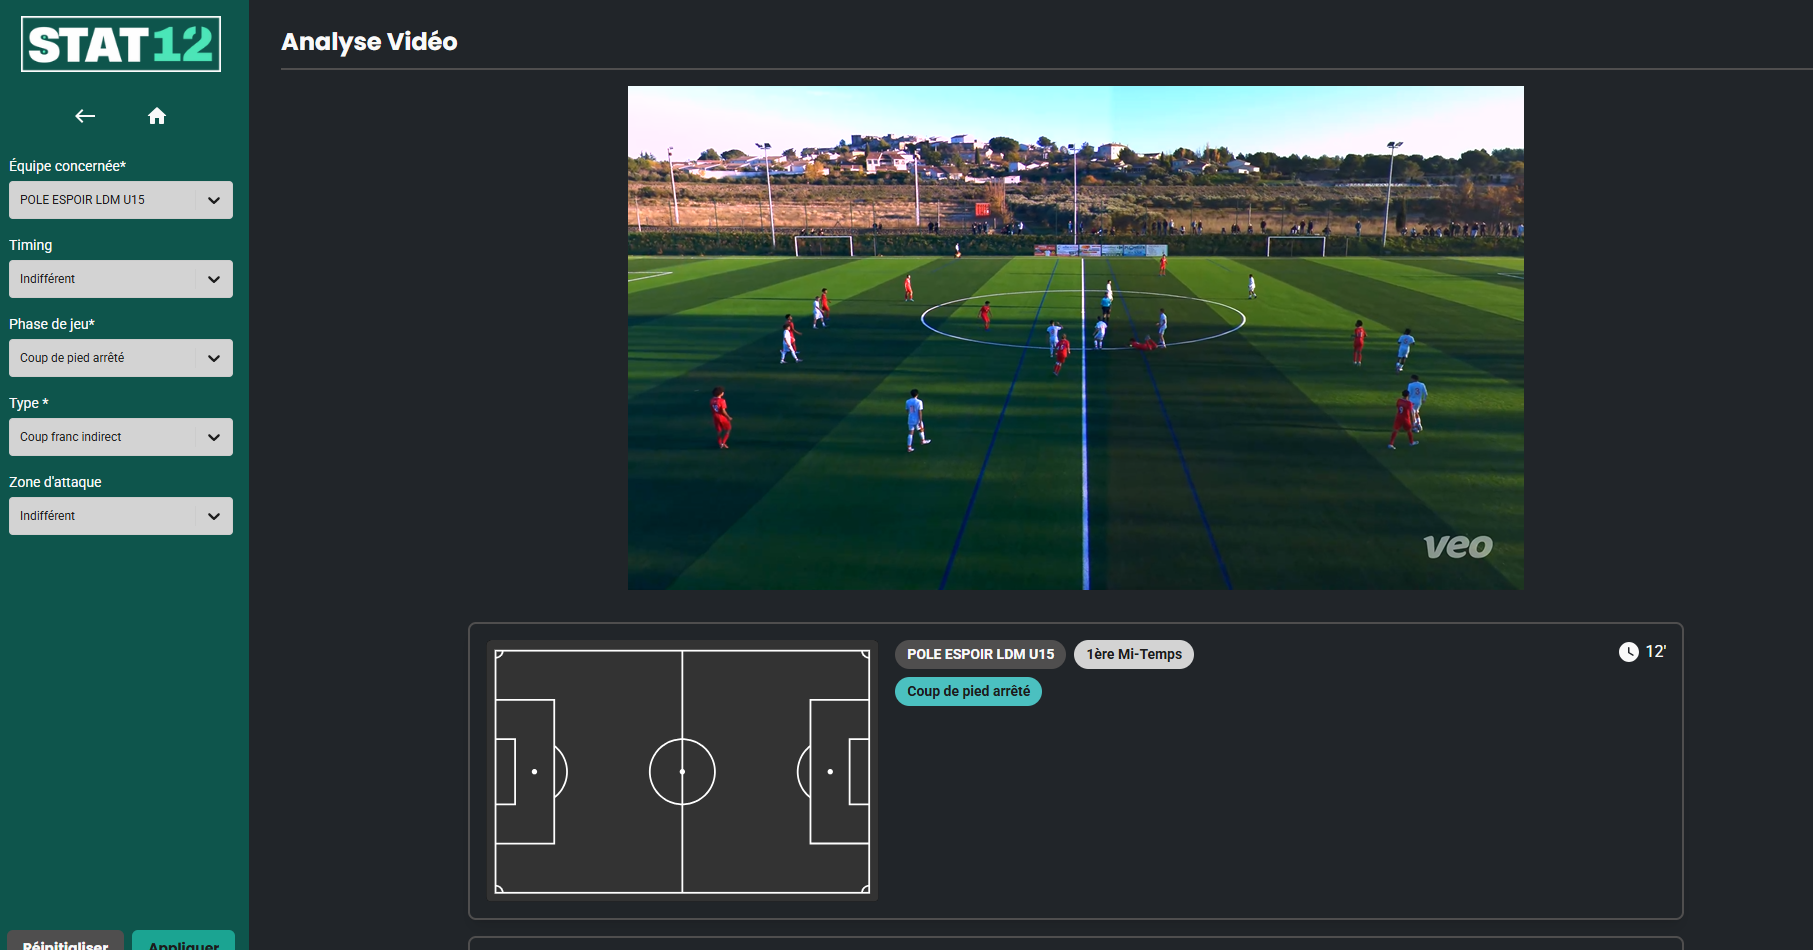 STAT12
Analyse Vidéo
Équipe concernée*
POLE ESPOIR LDM U15
Timing
Indifférent
Phase de jeu*
Coup de pied arrêté
Type *
Coup franc indirect
Zone d'attaque
Indifférent
Réinitialiser
Appliquer
veo
POLE ESPOIR LDM U15
1ère Mi-Temps
12'
Coup de pied arrêté